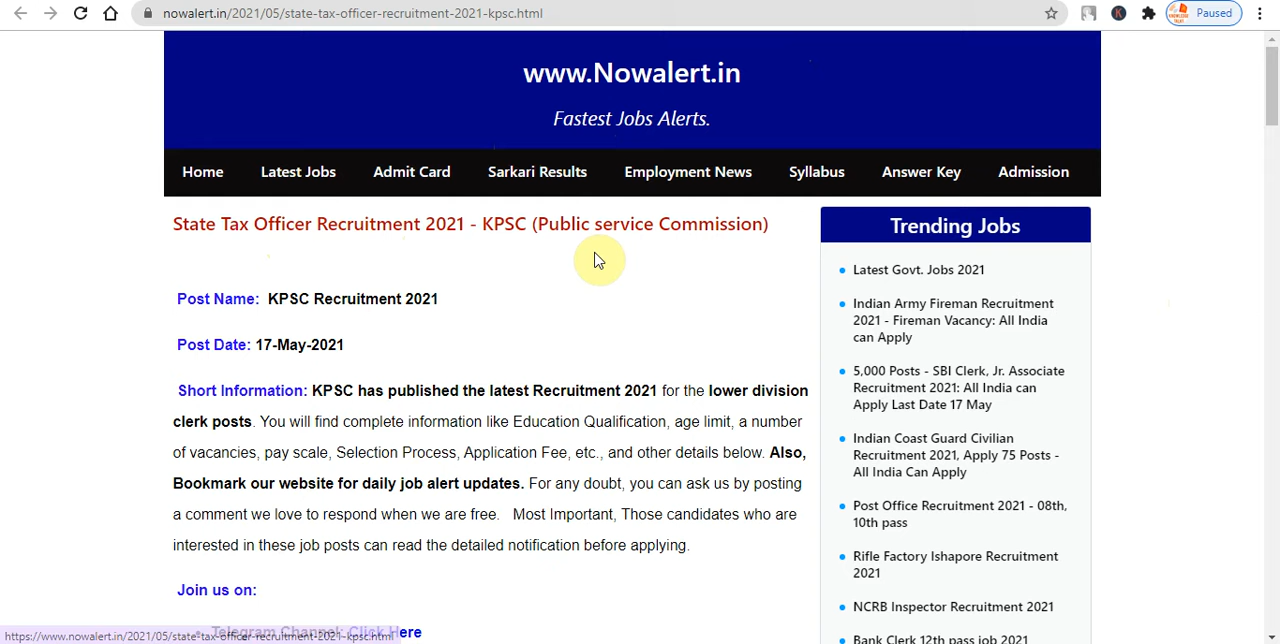 nowalert.in/2021/05/state-tax-officer-recruitment-2021-kpsc.html
K
Paused
www.Nowalert.in
Fastest Jobs Alerts.
Home Latest Jobs Admit Card Sarkari Results Employment News Syllabus Answer Key Admission
State Tax Officer Recruitment 2021 - KPSC (Public service Commission)
Post Name: KPSC Recruitment 2021
Post Date: 17-May-2021
Short Information: KPSC has published the latest Recruitment 2021 for the lower division
clerk posts. You will find complete information like Education Qualification, age limit, a number
of vacancies, pay scale, Selection Process, Application Fee, etc., and other details below. Also,
Bookmark our website for daily job alert updates. For any doubt, you can ask us by posting
a comment we love to respond when we are free. Most Important, Those candidates who are
interested in these job posts can read the detailed notification before applying.
Join us on:
Telegram Channel: Click Here
Trending Jobs
Latest Govt. Jobs 2021
Indian Army Fireman Recruitment
2021 - Fireman Vacancy: All India
can Apply
5,000 Posts - SBI Clerk, Jr. Associate
Recruitment 2021: All India can
Apply Last Date 17 May
Indian Coast Guard Civilian
Recruitment 2021, Apply 75 Posts -
All India Can Apply
Post Office Recruitment 2021 - 08th,
10th pass
Rifle Factory Ishapore Recruitment
2021
NCRB Inspector Recruitment 2021
Bank Clerk 12th pass job 2021
https://www.nowalert.in/2021/05/state-tax-officer-recruitment-2021-kpsc.html